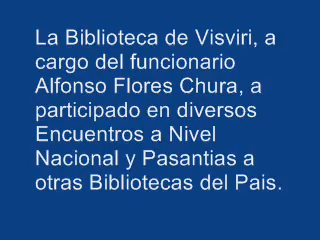 La Biblioteca de Visviri, a
cargo del funcionario
Alfonso Flores Chura, a
participado en diversos
Encuentros a Nivel
Nacional y Pasantias a
otras Bibliotecas del Pais.